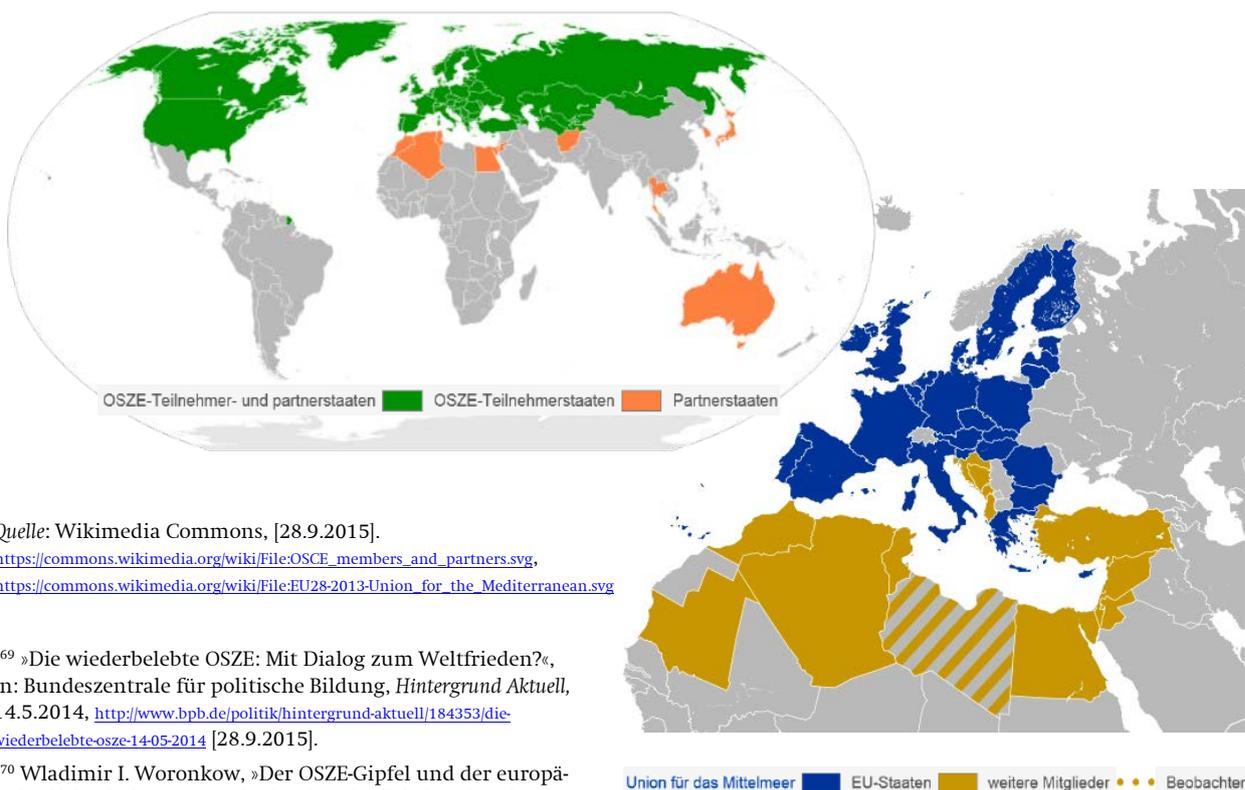 OSZE-Teilnehmer- und partnerstaaten OSZE-Teilnehmerstaaten Partnerstaaten
Quelle: Wikimedia Commons, [28.9.2015].
https://commons.wikimedia.org/wiki/File:OSCE_members_and_partners.svg,
https://commons.wikimedia.org/wiki/File:EU28-2013-Union_for_the_Mediterranean.svg
69 »Die wiederbelebte OSZE: Mit Dialog zum Weltfrieden?«,
n: Bundeszentrale für politische Bildung, Hintergrund Aktuell,
14.5.2014, http://www.bpb.de/politik/hintergrund-aktuell/184353/die-
wiederbelebte-osze-14-05-2014 [28.9.2015].
70 Wladimir I. Woronkow, »Der OSZE-Gipfel und der europä-
Union für das Mittelmeer EU-Staaten weitere Mitglieder Beobachter